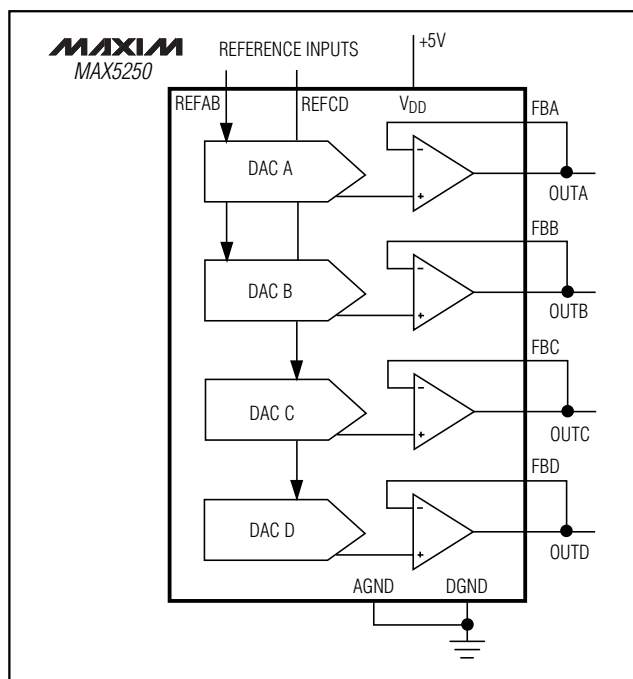 MAXIM
MAX5250
REFERENCE INPUTS
+5V
REFAB
REFCD
VDD
FBA
DAC A
-
+
OUTA
FBB
DAC B
-
+
OUTB
FBC
DAC C
-
+
OUTC
FBD
DAC D
-
+
OUTD
AGND
DGND